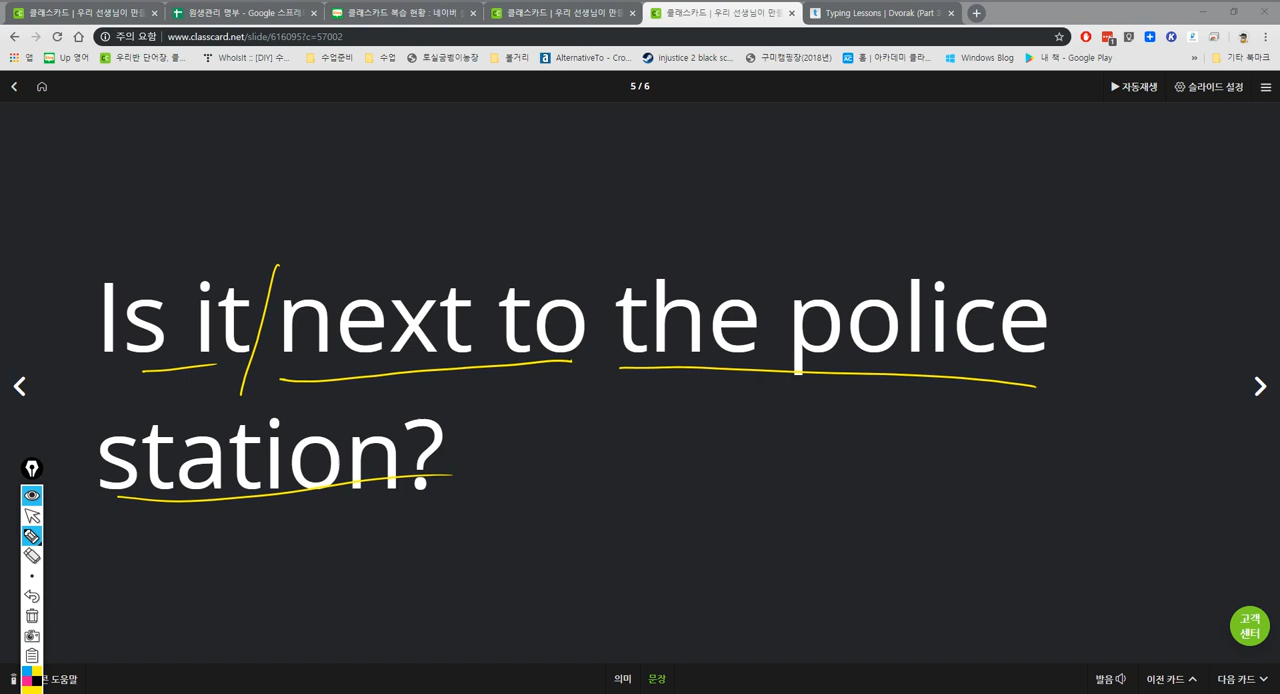 클래스카드 | 우리 선생님이 만든
원생관리 명부 - Google 스프레
클래스카드 복습 현황 : 네이버
클래스카드 | 우리 선생님이 만든
클래스카드 | 우리 선생님이 만든
Typing Lessons | Dvorak (Part 3
주의 요함 | www.classcard.net/slide/616095?c=57002
앱 Up 영어 우리반 단어장, 클... WhoIst :: [DIY) 수... 수업준비 수업 토실굼벵이농장 볼거리 AlternativeTo - Cro... injustice 2 black sc... 구미캠핑장(2018년) 홈 | 아카데미 클라... Windows Blog 내 책 - Google Play » 기타 북마크
5 / 6 자동재생 슬라이드 설정
Is it/next to the police
station?
고객
센터
도움말 의미 문장 발음 이전 카드 다음 카드